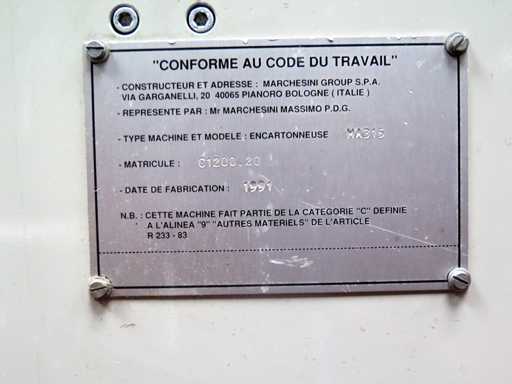 "CONFORME AU CODE DU TRAVAIL"
- CONSTRUCTEUR ET ADRESSE : MARCHESINI GROUP S.P.A.
VIA GARGANELLI, 20 40065 PIANORO BOLOGNE ( ITALIE )
- REPRESENTE PAR : Mr MARCHESINI MASSIMO P.D.G.
- TYPE MACHINE ET MODELE : ENCARTONNEUSE MA315
- MATRICULE : C1200.20
- DATE DE FABRICATION : 1991
N.B. : CETTE MACHINE FAIT PARTIE DE LA CATEGORIE "C" DEFINIE
A L'ALINEA "9" "AUTRES MATERIELS" DE L'ARTICLE
R 233 - 83